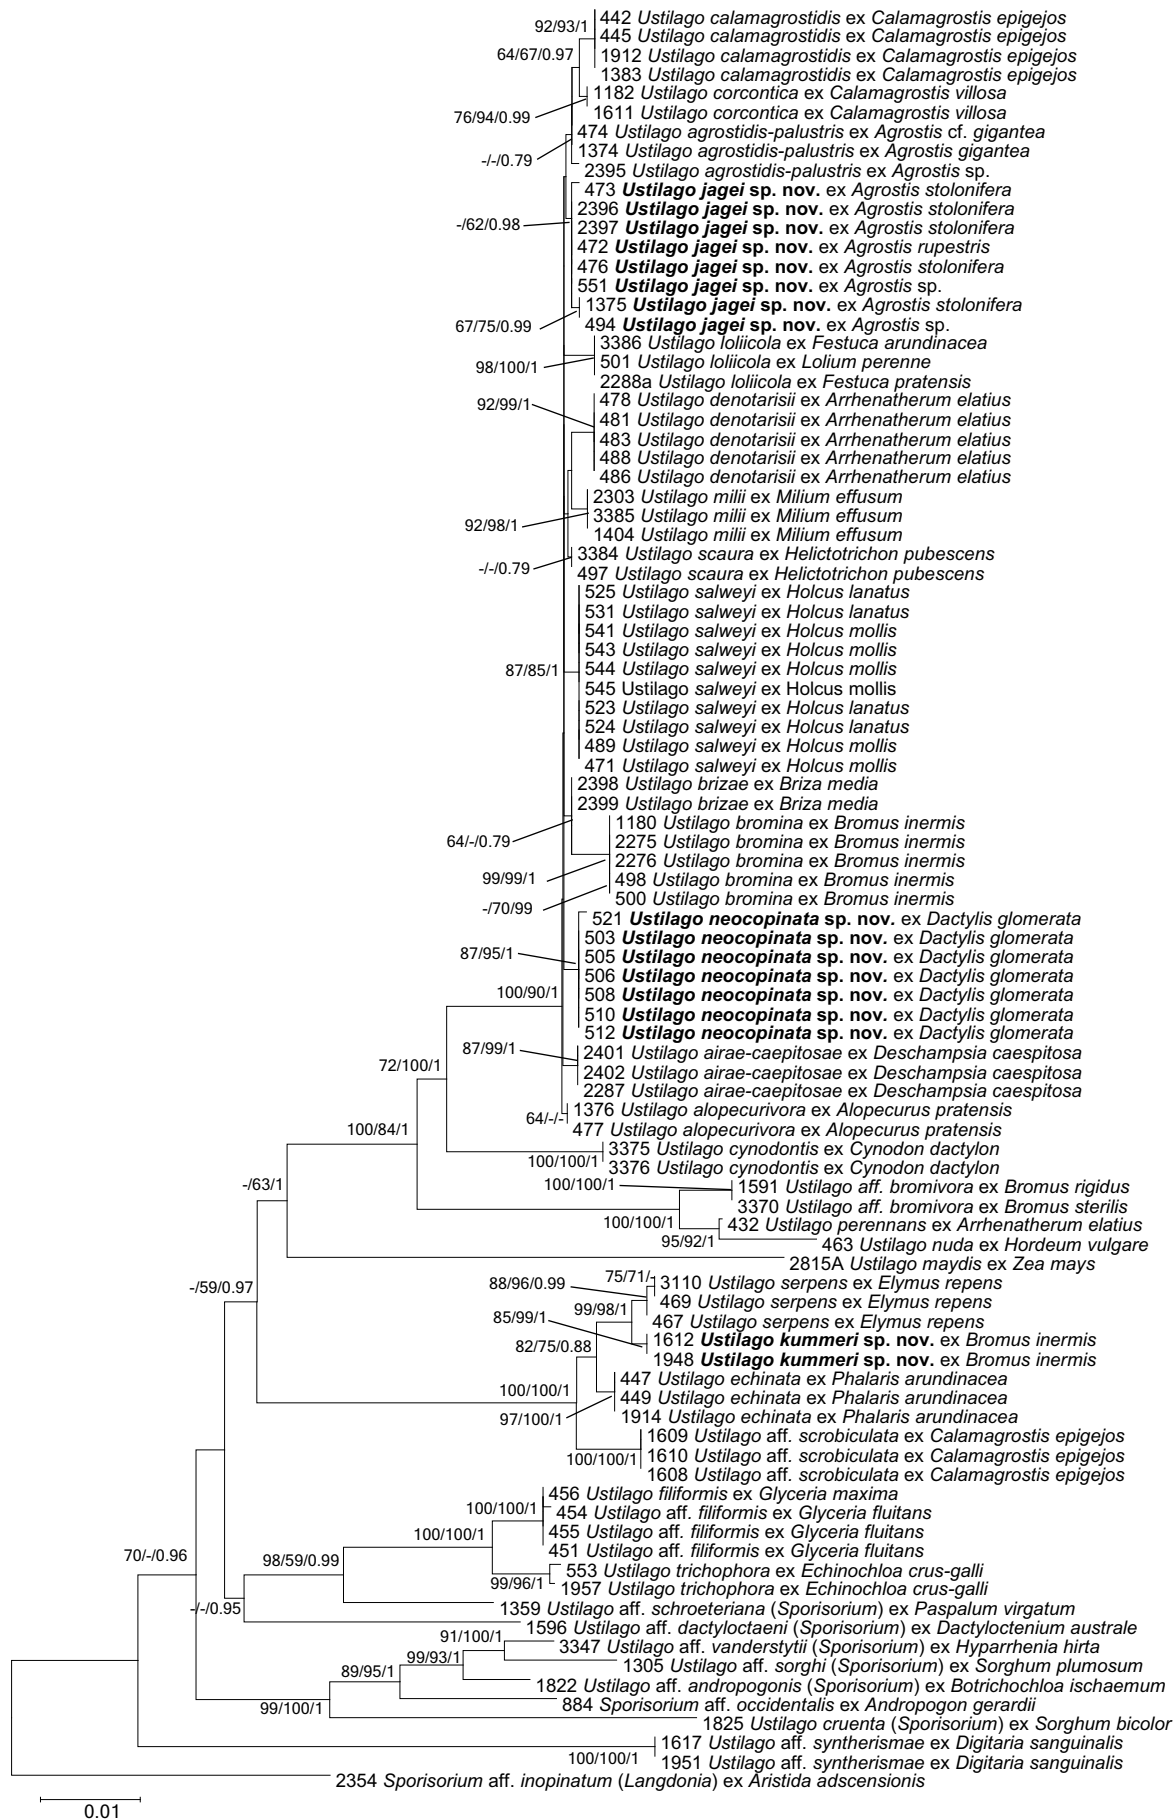 442 Ustilago calamagrostidis ex Calamagrostis epigejos
92/93/1
445 Ustilago calamagrostidis ex Calamagrostis epigejos
64/67/0.97
1912 Ustilago calamagrostidis ex Calamagrostis epigejos
1383 Ustilago calamagrostidis ex Calamagrostis epigejos
1182 Ustilago corcontica ex Calamagrostis villosa
76/94/0.99
1611 Ustilago corcontica ex Calamagrostis villosa
474 Ustilago agrostidis-palustris ex Agrostis cf. gigantea
-/-/0.79
1374 Ustilago agrostidis-palustris ex Agrostis gigantea
2395 Ustilago agrostidis-palustris ex Agrostis sp.
473 Ustilago jagei sp. nov. ex Agrostis stolonifera
2396 Ustilago jagei sp. nov. ex Agrostis stolonifera
-/62/0.98
2397 Ustilago jagei sp. nov. ex Agrostis stolonifera
472 Ustilago jagei sp. nov. ex Agrostis rupestris
476 Ustilago jagei sp. nov. ex Agrostis stolonifera
551 Ustilago jagei sp. nov. ex Agrostis sp.
1375 Ustilago jagei sp. nov. ex Agrostis stolonifera
67/75/0.99
494 Ustilago jagei sp. nov. ex Agrostis sp.
3386 Ustilago loliicola ex Festuca arundinacea
98/100/1
501 Ustilago loliicola ex Lolium perenne
2288a Ustilago loliicola ex Festuca pratensis
92/99/1
478 Ustilago denotarisii ex Arrhenatherum elatius
481 Ustilago denotarisii ex Arrhenatherum elatius
483 Ustilago denotarisii ex Arrhenatherum elatius
488 Ustilago denotarisii ex Arrhenatherum elatius
486 Ustilago denotarisii ex Arrhenatherum elatius
2303 Ustilago milii ex Milium effusum
92/98/1
3385 Ustilago milii ex Milium effusum
1404 Ustilago milii ex Milium effusum
3384 Ustilago scaura ex Helictotrichon pubescens
-/-/0.79
497 Ustilago scaura ex Helictotrichon pubescens
525 Ustilago salweyi ex Holcus lanatus
531 Ustilago salweyi ex Holcus lanatus
541 Ustilago salweyi ex Holcus mollis
543 Ustilago salweyi ex Holcus mollis
87/85/1
544 Ustilago salweyi ex Holcus mollis
545 Ustilago salweyi ex Holcus mollis
523 Ustilago salweyi ex Holcus lanatus
524 Ustilago salweyi ex Holcus lanatus
489 Ustilago salweyi ex Holcus mollis
471 Ustilago salweyi ex Holcus mollis
2398 Ustilago brizae ex Briza media
2399 Ustilago brizae ex Briza media
1180 Ustilago bromina ex Bromus inermis
64/-/0.79
2275 Ustilago bromina ex Bromus inermis
2276 Ustilago bromina ex Bromus inermis
99/99/1
498 Ustilago bromina ex Bromus inermis
500 Ustilago bromina ex Bromus inermis
-/70/99
521 Ustilago neocopinata sp. nov. ex Dactylis glomerata
503 Ustilago neocopinata sp. nov. ex Dactylis glomerata
87/95/1
505 Ustilago neocopinata sp. nov. ex Dactylis glomerata
506 Ustilago neocopinata sp. nov. ex Dactylis glomerata
100/90/1
508 Ustilago neocopinata sp. nov. ex Dactylis glomerata
510 Ustilago neocopinata sp. nov. ex Dactylis glomerata
512 Ustilago neocopinata sp. nov. ex Dactylis glomerata
87/99/1
2401 Ustilago airae-caepitosae ex Deschampsia caespitosa
72/100/1
2402 Ustilago airae-caepitosae ex Deschampsia caespitosa
2287 Ustilago airae-caepitosae ex Deschampsia caespitosa
64/-/-
1376 Ustilago alopecurivora ex Alopecurus pratensis
100/84/1
477 Ustilago alopecurivora ex Alopecurus pratensis
3375 Ustilago cynodontis ex Cynodon dactylon
100/100/1
3376 Ustilago cynodontis ex Cynodon dactylon
-/63/1
100/100/1
1591 Ustilago aff. bromivora ex Bromus rigidus
3370 Ustilago aff. bromivora ex Bromus sterilis
100/100/1
432 Ustilago perennans ex Arrhenatherum elatius
95/92/1
463 Ustilago nuda ex Hordeum vulgare
2815A Ustilago maydis ex Zea mays
-/59/0.97
88/96/0.99
75/71/-
3110 Ustilago serpens ex Elymus repens
469 Ustilago serpens ex Elymus repens
85/99/1
99/98/1
467 Ustilago serpens ex Elymus repens
1612 Ustilago kummeri sp. nov. ex Bromus inermis
82/75/0.88
1948 Ustilago kummeri sp. nov. ex Bromus inermis
447 Ustilago echinata ex Phalaris arundinacea
100/100/1
449 Ustilago echinata ex Phalaris arundinacea
97/100/1
1914 Ustilago echinata ex Phalaris arundinacea
1609 Ustilago aff. scrobiculata ex Calamagrostis epigejos
100/100/1
1610 Ustilago aff. scrobiculata ex Calamagrostis epigejos
1608 Ustilago aff. scrobiculata ex Calamagrostis epigejos
456 Ustilago filiformis ex Glyceria maxima
100/100/1
454 Ustilago aff. filiformis ex Glyceria fluitans
100/100/1
455 Ustilago aff. filiformis ex Glyceria fluitans
451 Ustilago aff. filiformis ex Glyceria fluitans
70/-/0.96
98/59/0.99
553 Ustilago trichophora ex Echinochloa crus-galli
99/96/1
1957 Ustilago trichophora ex Echinochloa crus-galli
-/-/0.95
1359 Ustilago aff. schroeteriana (Sporisorium) ex Paspalum virgatum
1596 Ustilago aff. dactyloctaeni (Sporisorium) ex Dactyloctenium australe
91/100/1
3347 Ustilago aff. vanderstytii (Sporisorium) ex Hyparrhenia hirta
99/93/1
1305 Ustilago aff. sorghi (Sporisorium) ex Sorghum plumosum
89/95/1
1822 Ustilago aff. andropogonis (Sporisorium) ex Botrichochloa ischaemum
884 Sporisorium aff. occidentalis ex Andropogon gerardii
99/100/1
1825 Ustilago cruenta (Sporisorium) ex Sorghum bicolor
1617 Ustilago aff. syntherismae ex Digitaria sanguinalis
100/100/1
1951 Ustilago aff. syntherismae ex Digitaria sanguinalis
2354 Sporisorium aff. inopinatum (Langdonia) ex Aristida adscensionis
0.01